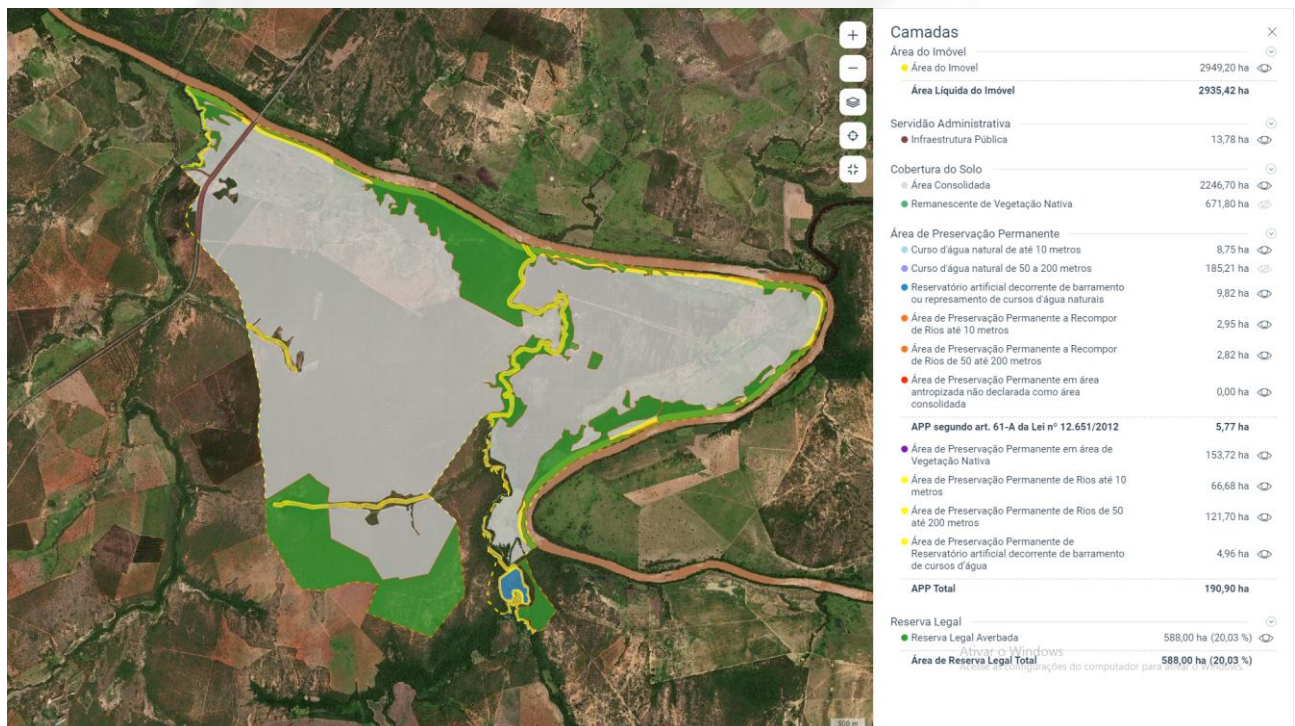 Camadas
Área do Imóvel
Área do Imovel 2949,20 ha
Área Líquida do Imóvel 2935,42 ha
Servidão Administrativa
Infraestrutura Pública 13,78 ha
Cobertura do Solo
Área Consolidada 2246,70 ha
Remanescente de Vegetação Nativa 671,80 ha
Área de Preservação Permanente
Curso d'água natural de até 10 metros 8,75 ha
Curso d'água natural de 50 a 200 metros 185,21 ha
Reservatório artificial decorrente de barramento
ou represamento de cursos d'água naturais 9,82 ha
Área de Preservação Permanente a Recompor
de Rios até 10 metros 2,95 ha
Área de Preservação Permanente a Recompor
de Rios de 50 até 200 metros 2,82 ha
Área de Preservação Permanente em área
antropizada não declarada como área
consolidada 0,00 ha
APP segundo art. 61-A da Lei nº 12.651/2012 5,77 ha
Área de Preservação Permanente em área de
Vegetação Nativa 153,72 ha
Área de Preservação Permanente de Rios até 10
metros 66,68 ha
Área de Preservação Permanente de Rios de 50
até 200 metros 121,70 ha
Área de Preservação Permanente de
Reservatório artificial decorrente de barramento
de cursos d'água 4,96 ha
APP Total 190,90 ha
Reserva Legal
Reserva Legal Averbada 588,00 ha (20,03 %)
Ativar o Windows
Área de Reserva Legal Total 588,00 ha (20,03 %)
Acesse as configurações do computador para ativar o Windows.
500 m